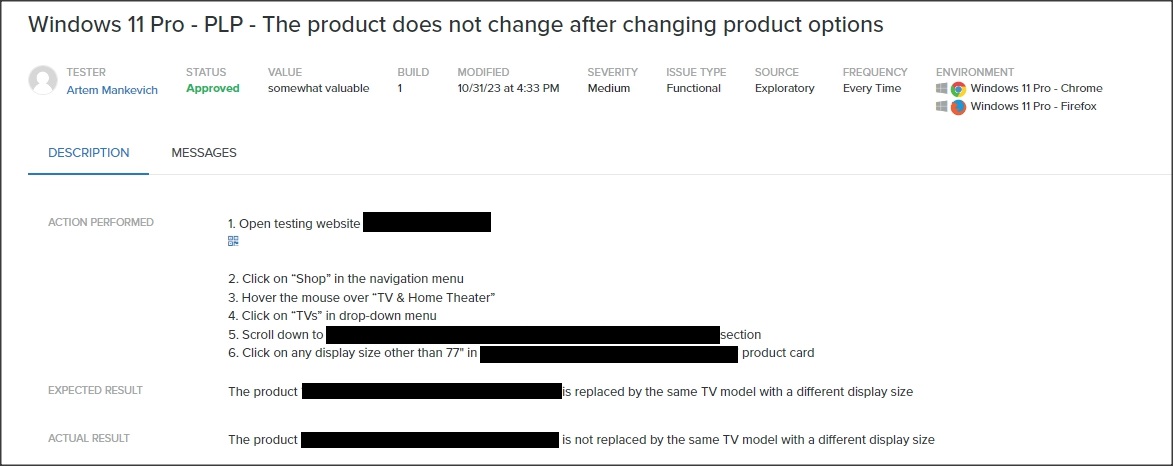 Windows 11 Pro - PLP - The product does not change after changing product options
TESTER STATUS VALUE BUILD MODIFIED SEVERITY ISSUE TYPE SOURCE FREQUENCY ENVIRONMENT
Artem Mankevich Approved somewhat valuable 1 10/31/23 at 4:33 PM Medium Functional Exploratory Every Time Windows 11 Pro - Chrome
Windows 11 Pro - Firefox
DESCRIPTION MESSAGES
ACTION PERFORMED 1. Open testing website
2. Click on “Shop” in the navigation menu
3. Hover the mouse over “TV & Home Theater”
4. Click on “TVs” in drop-down menu
5. Scroll down to section
6. Click on any display size other than 77" in product card
EXPECTED RESULT The product is replaced by the same TV model with a different display size
ACTUAL RESULT The product is not replaced by the same TV model with a different display size